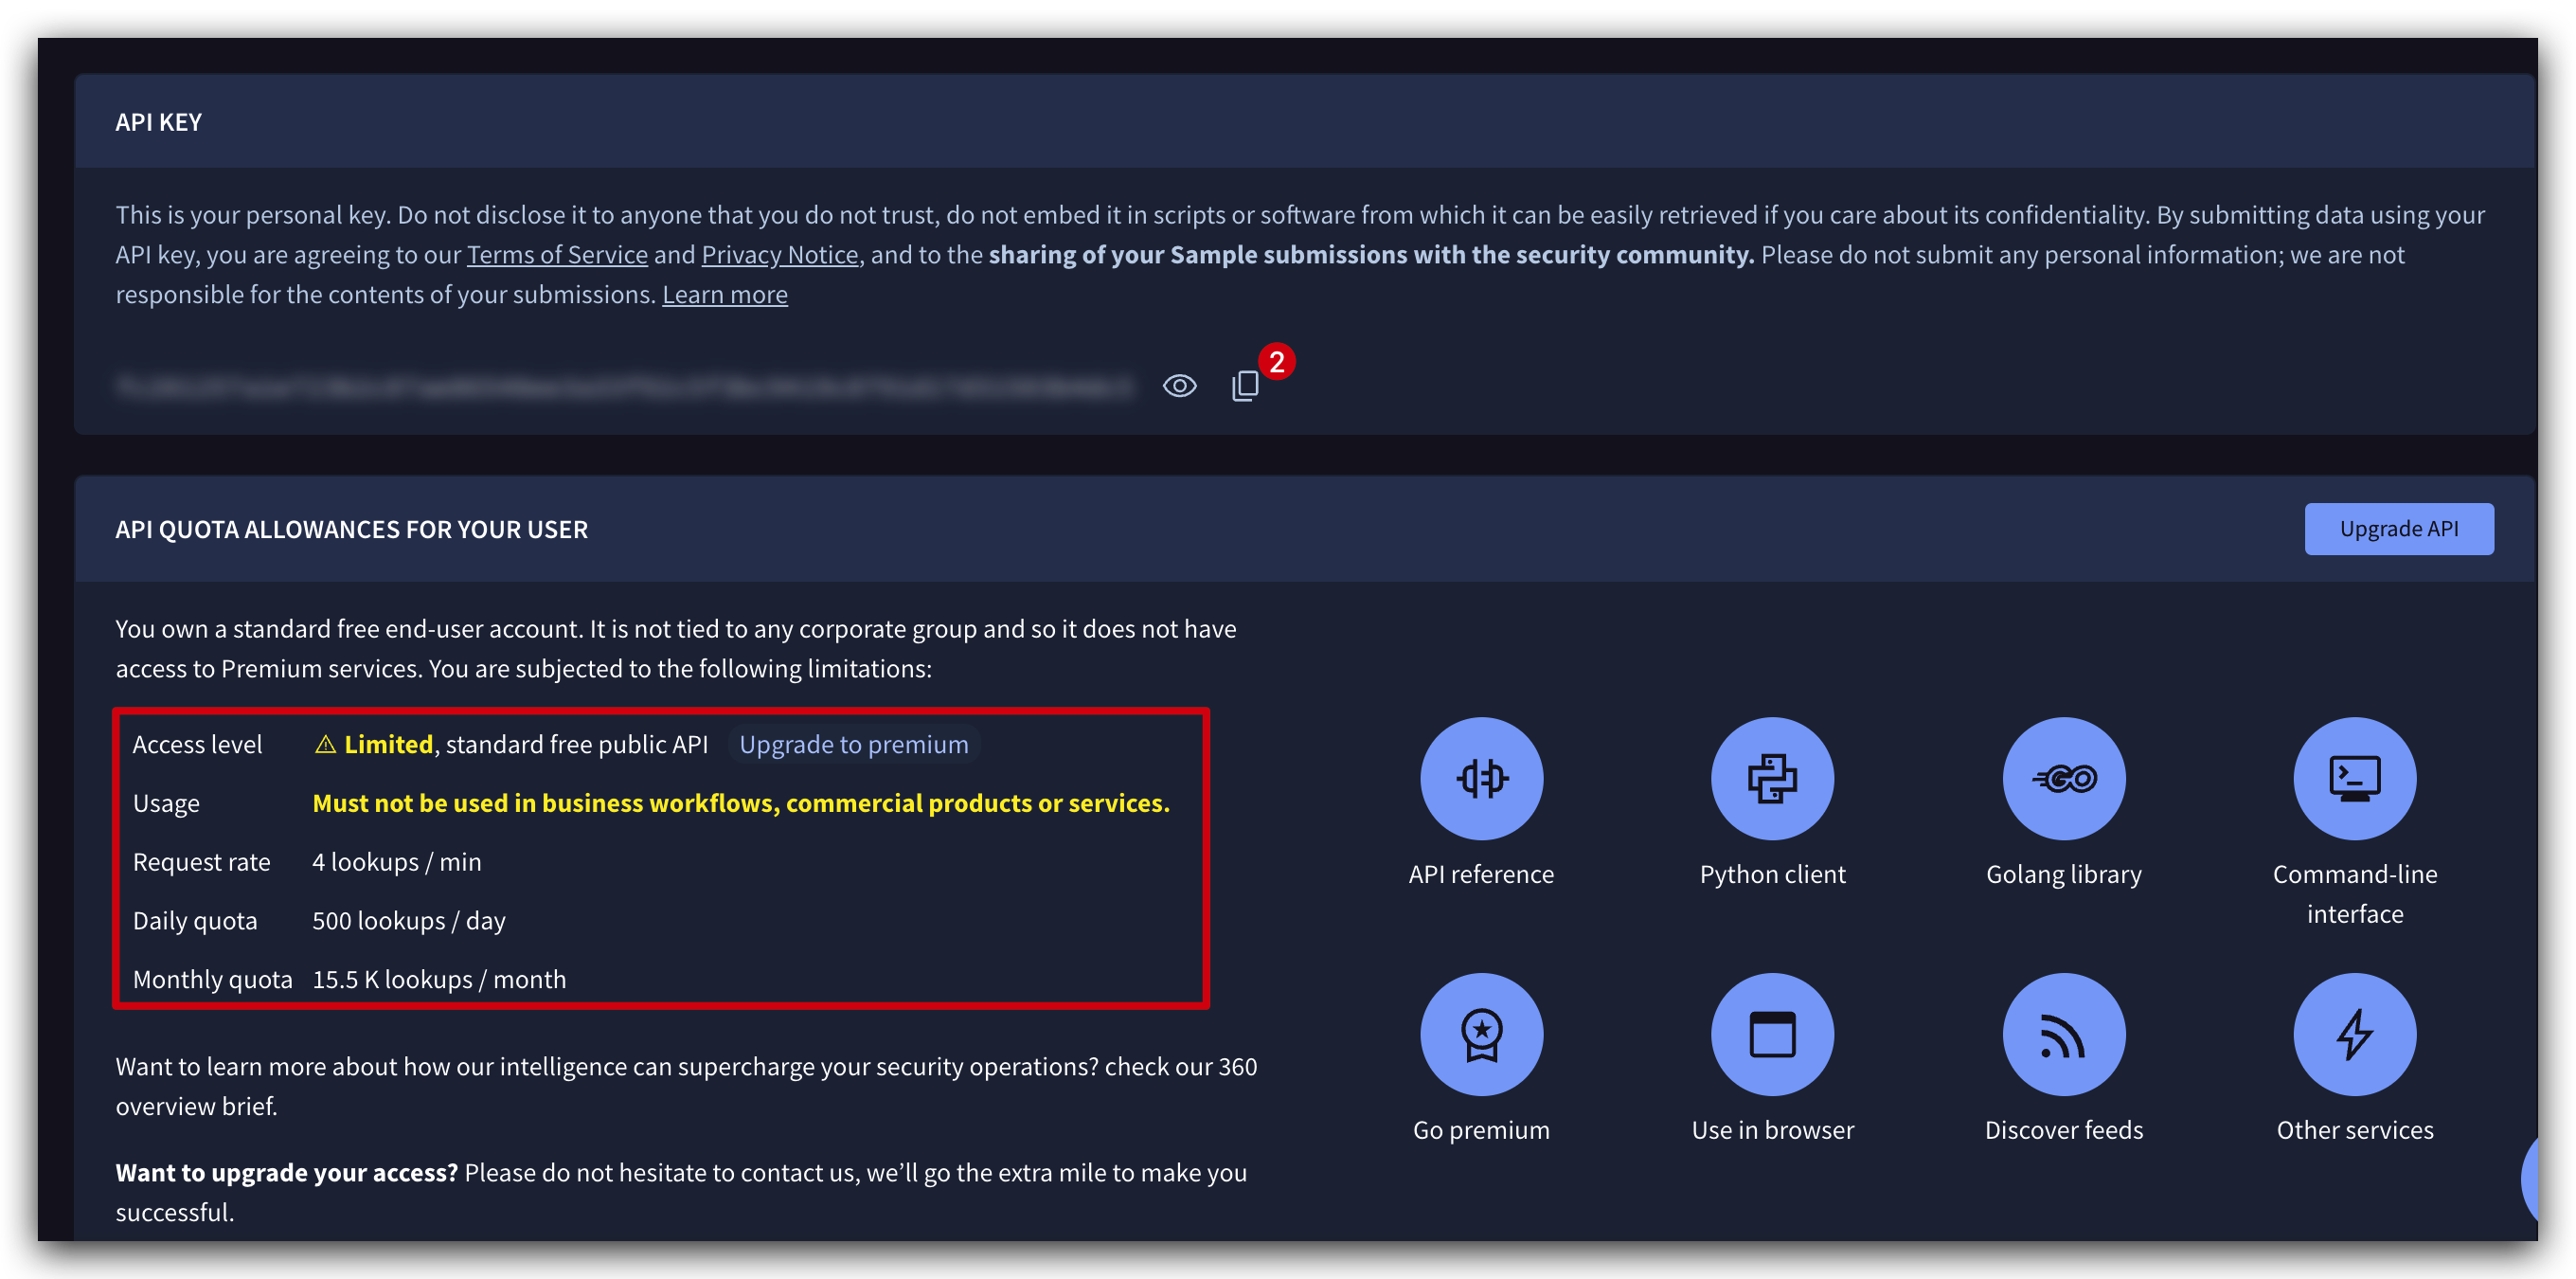 API KEY
This is your personal key. Do not disclose it to anyone that you do not trust, do not embed it in scripts or software from which it can be easily retrieved if you care about its confidentiality. By submitting data using your
API key, you are agreeing to our Terms of Service and Privacy Notice, and to the sharing of your Sample submissions with the security community. Please do not submit any personal information; we are not
responsible for the contents of your submissions. Learn more
2
API QUOTA ALLOWANCES FOR YOUR USER
Upgrade API
You own a standard free end-user account. It is not tied to any corporate group and so it does not have
access to Premium services. You are subjected to the following limitations:
Access level Limited, standard free public API Upgrade to premium
Usage Must not be used in business workflows, commercial products or services.
Request rate 4 lookups / min
Daily quota 500 lookups / day
Monthly quota 15.5 K lookups / month
Want to learn more about how our intelligence can supercharge your security operations? check our 360
overview brief.
Want to upgrade your access? Please do not hesitate to contact us, we’ll go the extra mile to make you
successful.
API reference
Python client
GO
Golang library
Command-line
interface
Go premium
Use in browser
Discover feeds
Other services